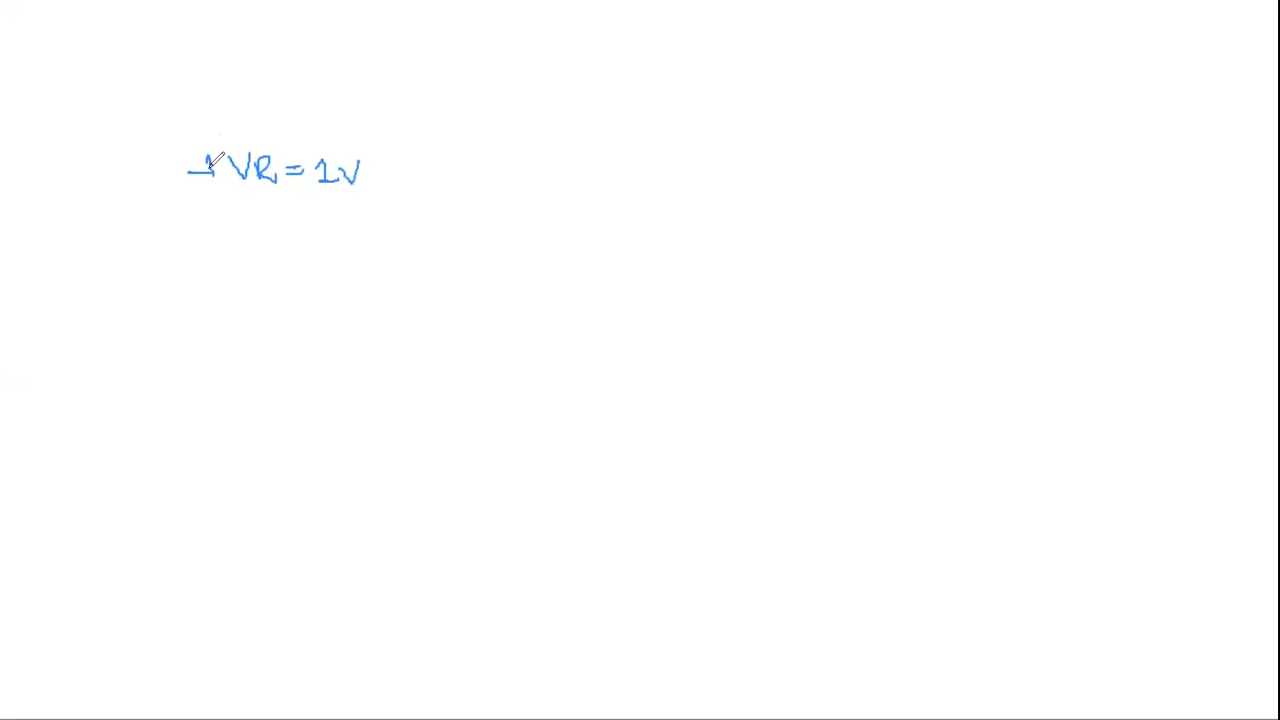 → VR = 1V